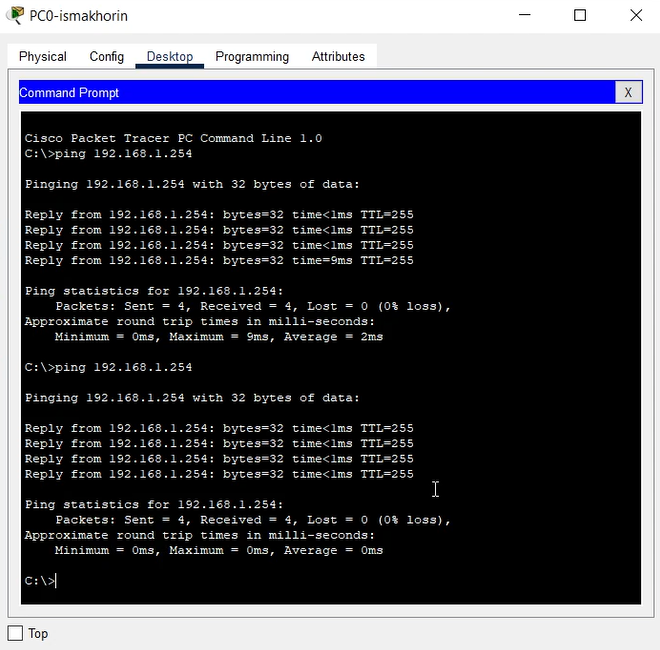 PC0-ismakhorin
Physical Config Desktop Programming Attributes
Command Prompt X
Cisco Packet Tracer PC Command Line 1.0
C:\>ping 192.168.1.254
Pinging 192.168.1.254 with 32 bytes of data:
Reply from 192.168.1.254: bytes=32 time<1ms TTL=255
Reply from 192.168.1.254: bytes=32 time<1ms TTL=255
Reply from 192.168.1.254: bytes=32 time<1ms TTL=255
Reply from 192.168.1.254: bytes=32 time=9ms TTL=255
Ping statistics for 192.168.1.254:
    Packets: Sent = 4, Received = 4, Lost = 0 (0% loss),
Approximate round trip times in milli-seconds:
    Minimum = 0ms, Maximum = 9ms, Average = 2ms
C:\>ping 192.168.1.254
Pinging 192.168.1.254 with 32 bytes of data:
Reply from 192.168.1.254: bytes=32 time<1ms TTL=255
Reply from 192.168.1.254: bytes=32 time<1ms TTL=255
Reply from 192.168.1.254: bytes=32 time<1ms TTL=255
Reply from 192.168.1.254: bytes=32 time<1ms TTL=255
Ping statistics for 192.168.1.254:
    Packets: Sent = 4, Received = 4, Lost = 0 (0% loss),
Approximate round trip times in milli-seconds:
    Minimum = 0ms, Maximum = 0ms, Average = 0ms
C:\>
Top